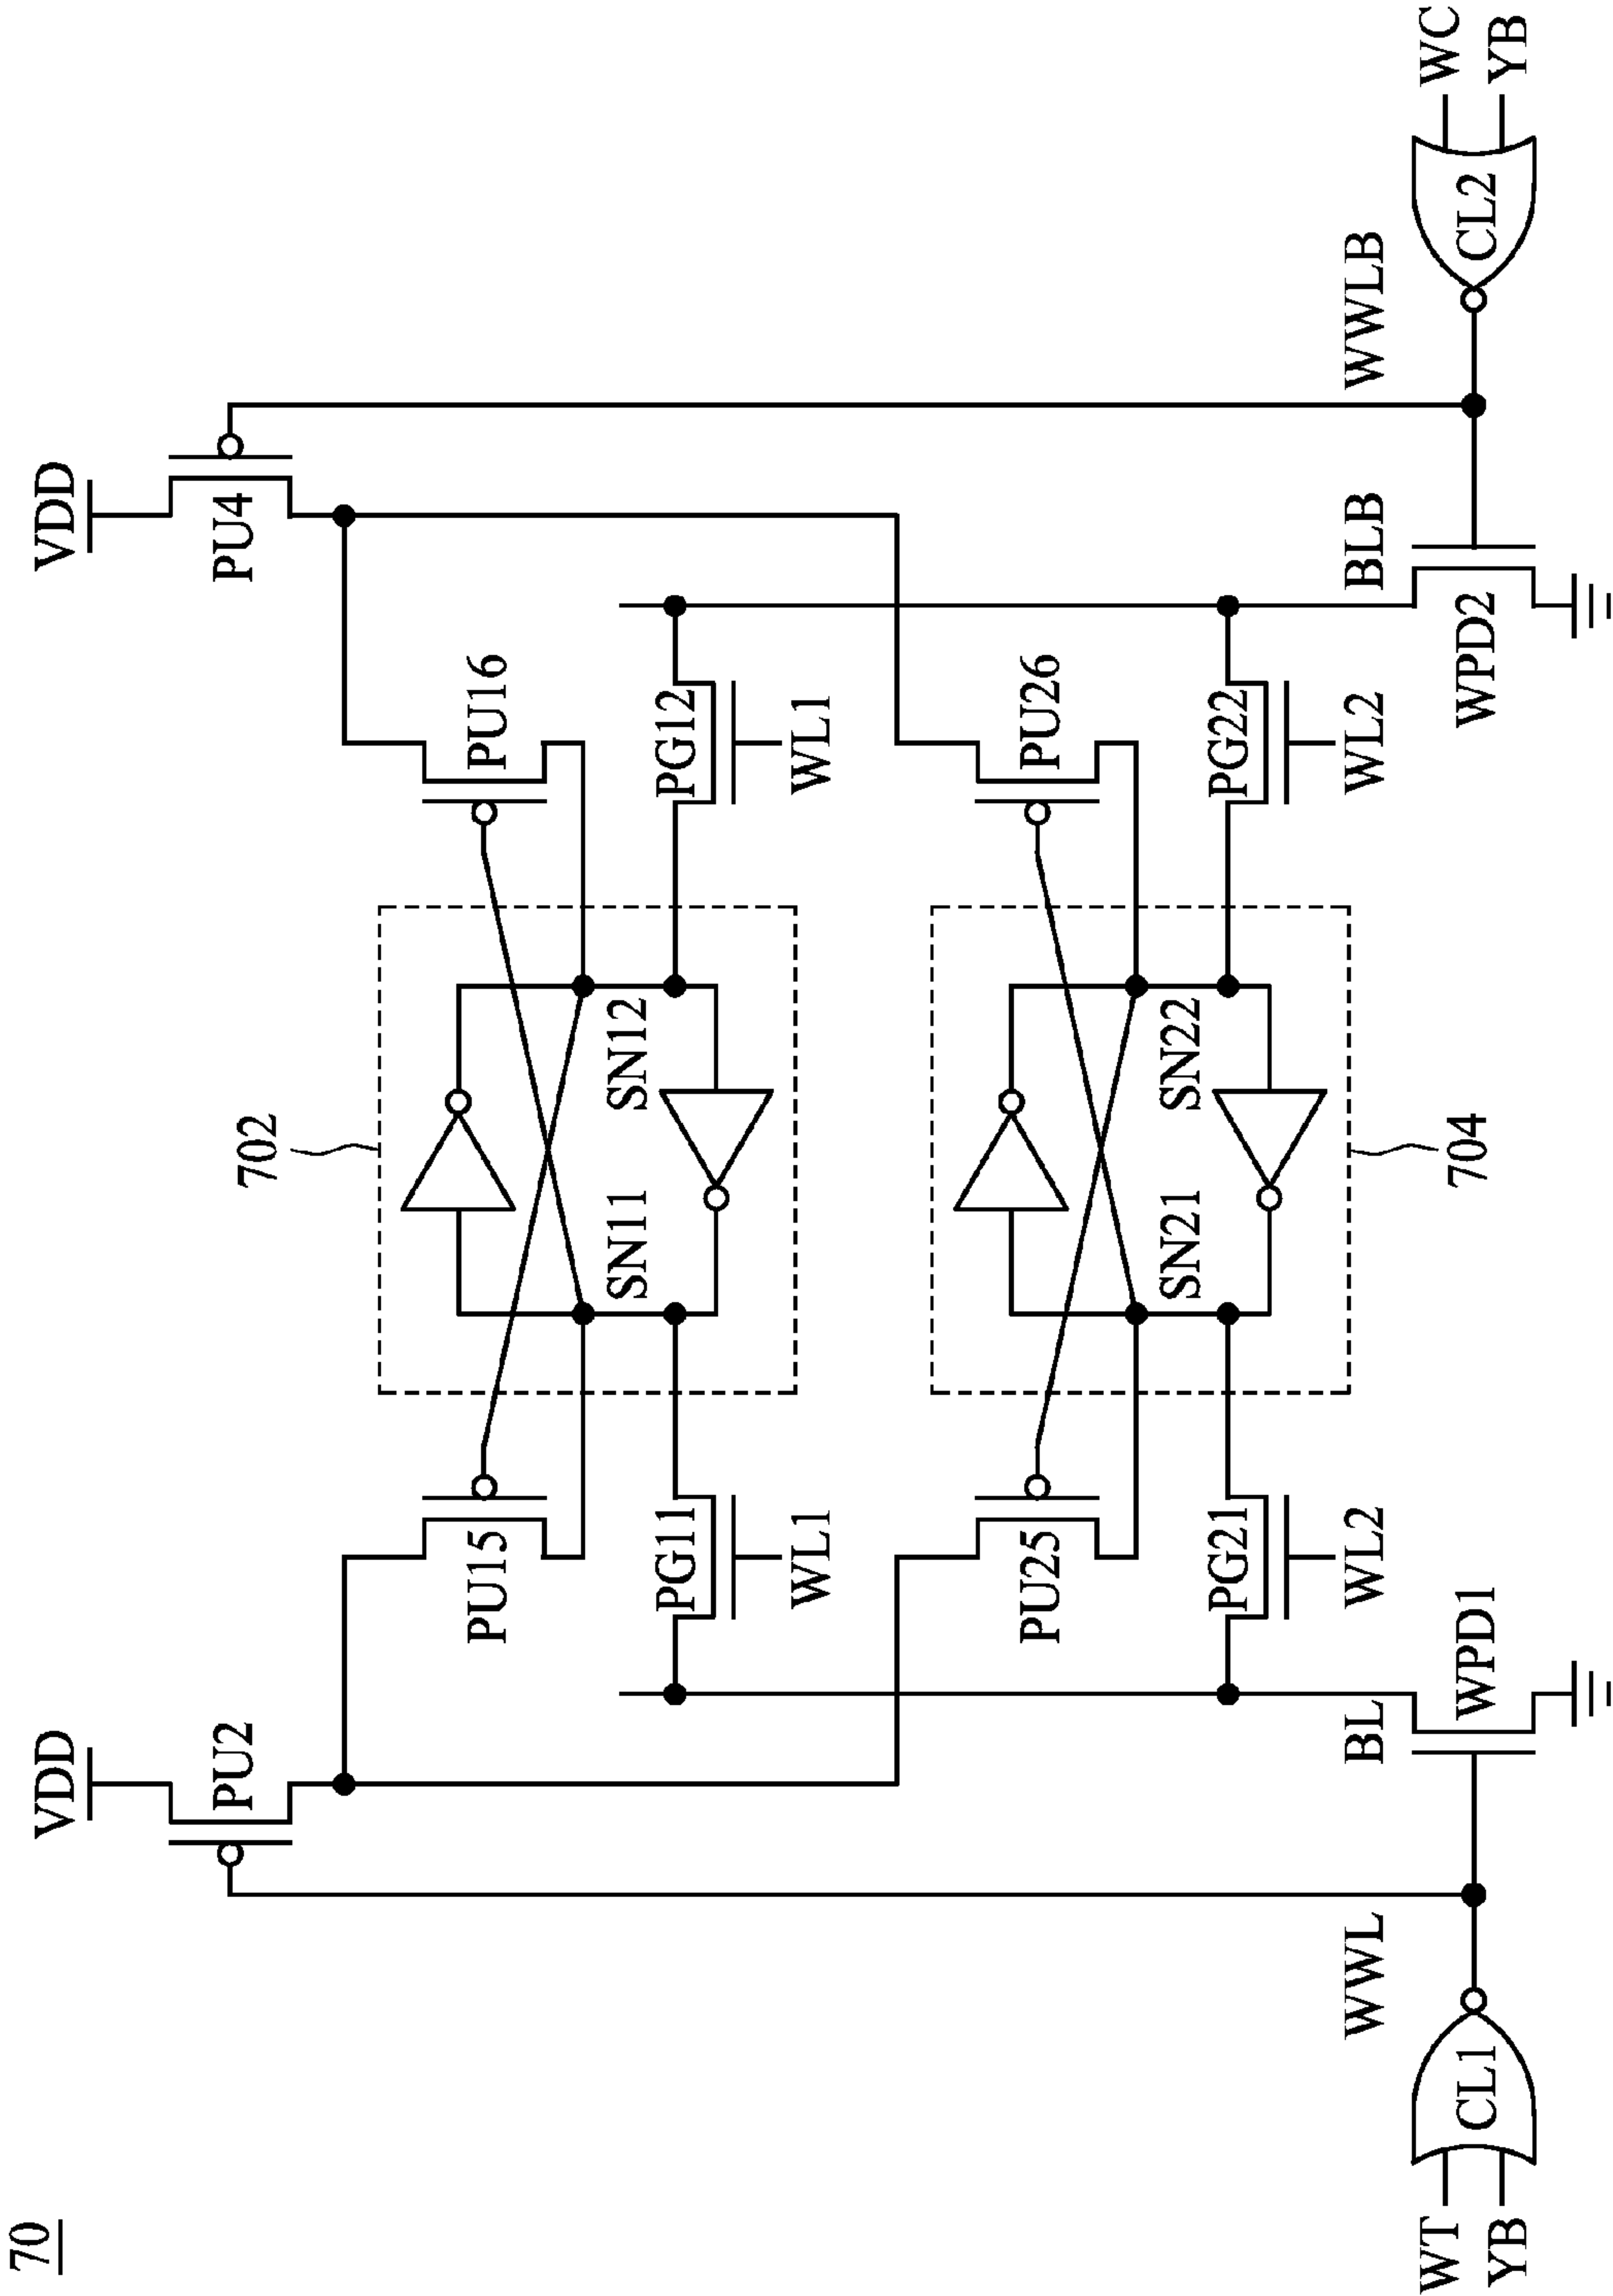 70
VDD
VDD
PU2
PU4
702
PU15
PU16
SN11
SN12
PG11
PG12
WL1
WL1
PU25
PU26
SN21
SN22
PG21
PG22
WL2
WL2
704
WWL
BL
BLB
WWLB
WT
YB
CL1
WPD1
WPD2
CL2
WC
YB